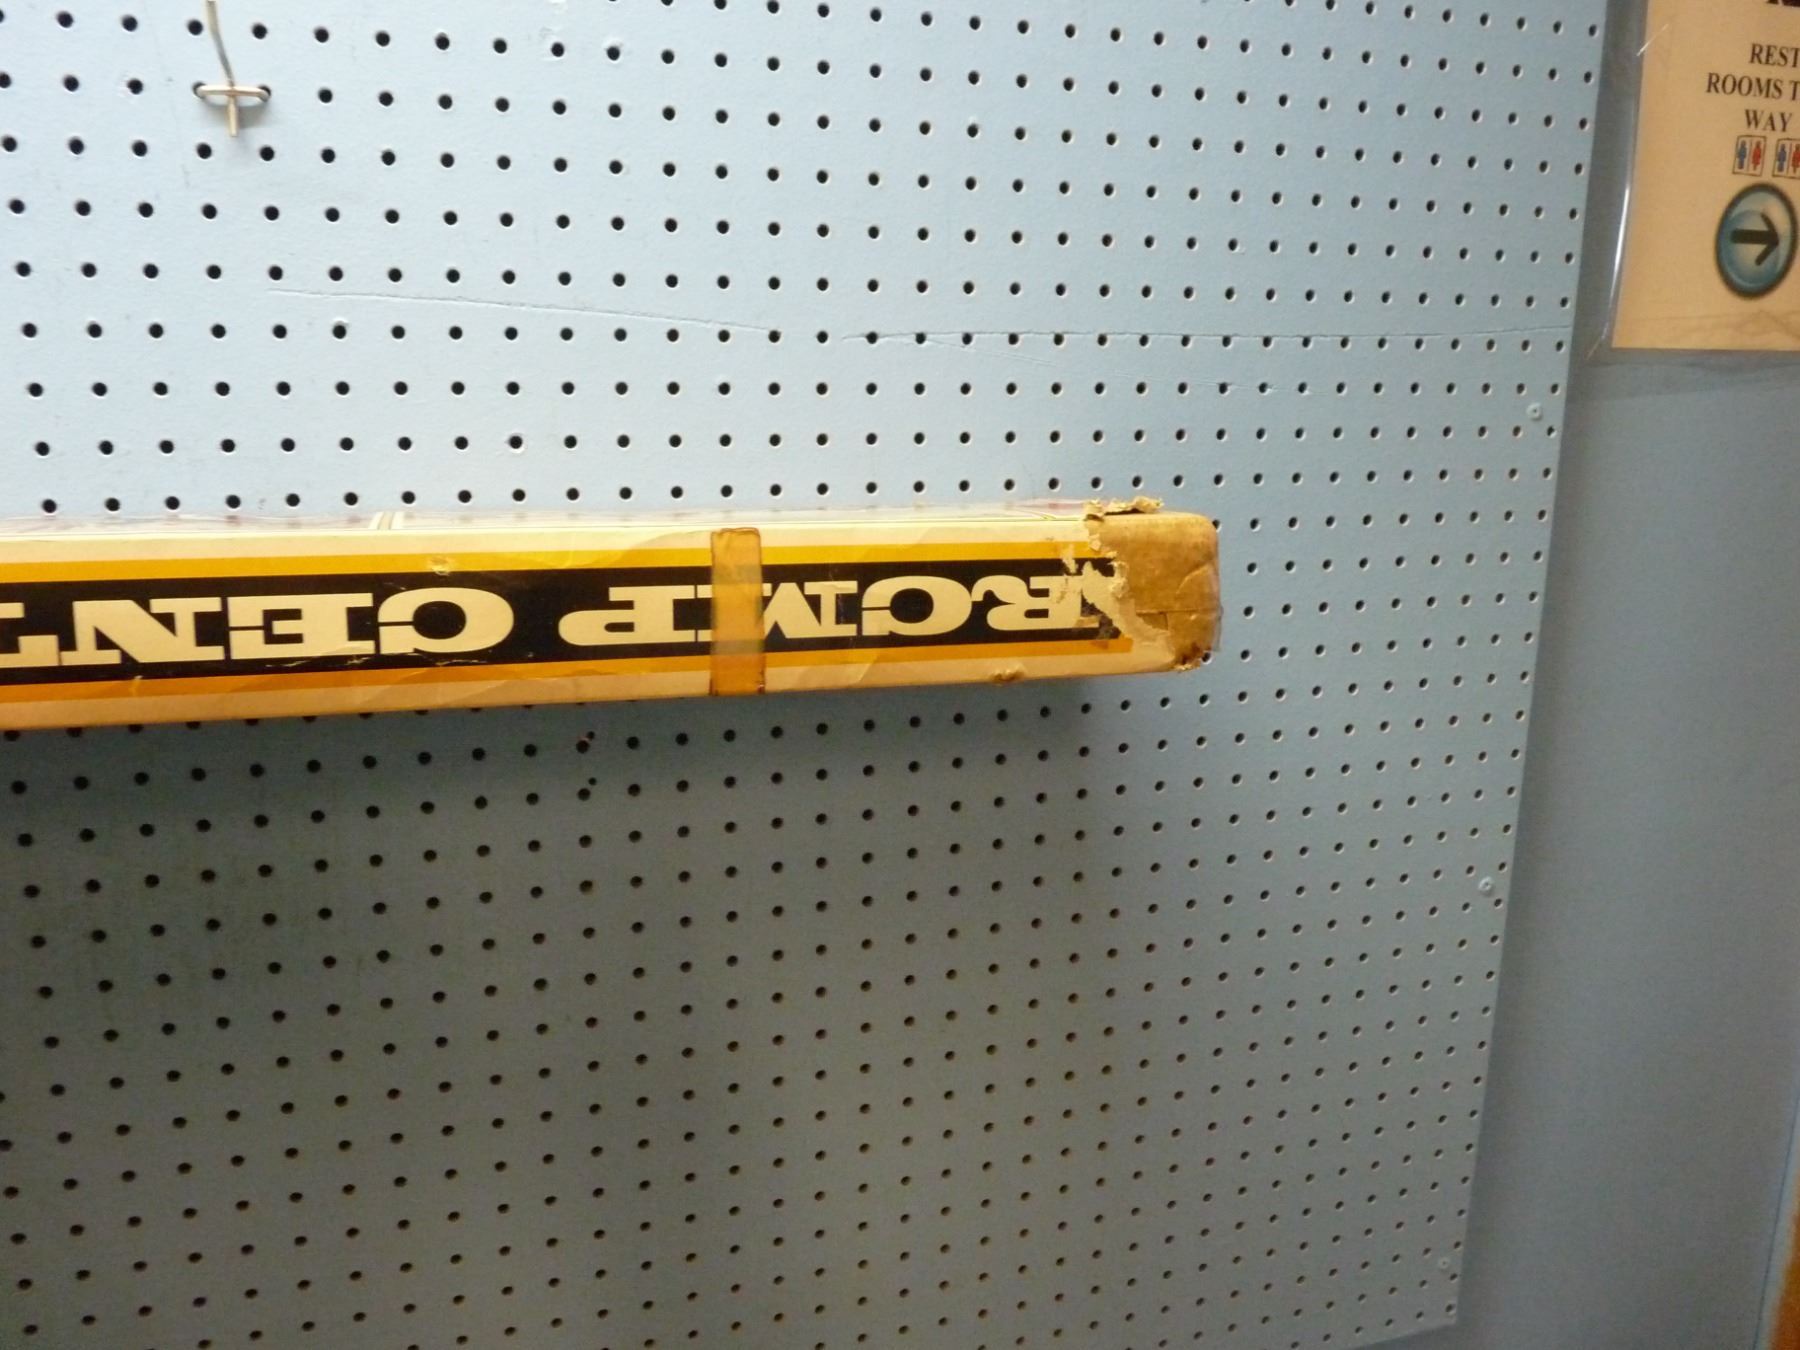 RCMP CENT
REST
ROOMS T
WAY